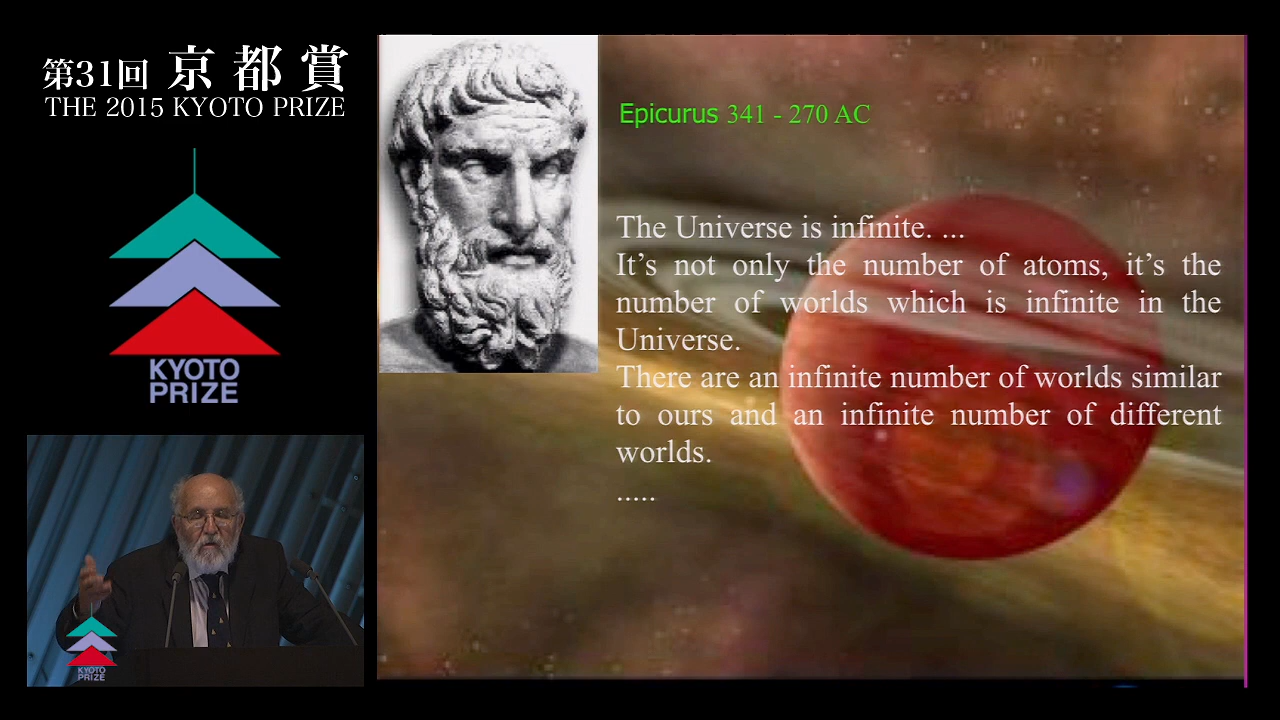 第31回 京都賞
THE 2015 KYOTO PRIZE
KYOTO
PRIZE
KYOTO
PRIZE
Epicurus 341 - 270 AC
The Universe is infinite. ...
It’s not only the number of atoms, it’s the
number of worlds which is infinite in the
Universe.
There are an infinite number of worlds similar
to ours and an infinite number of different
worlds.
.....